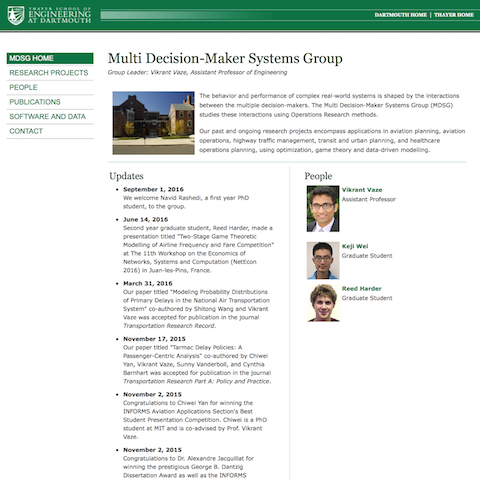 THAYER SCHOOL OF
ENGINEERING
AT DARTMOUTH
DARTMOUTH HOME | THAYER HOME
MDSG HOME
RESEARCH PROJECTS
PEOPLE
PUBLICATIONS
SOFTWARE AND DATA
CONTACT
Multi Decision-Maker Systems Group
Group Leader: Vikrant Vaze, Assistant Professor of Engineering
The behavior and performance of complex real-world systems is shaped by the interactions
between the multiple decision-makers. The Multi Decision-Maker Systems Group (MDSG)
studies these interactions using Operations Research methods.
Our past and ongoing research projects encompass applications in aviation planning, aviation
operations, highway traffic management, transit and urban planning, and healthcare
operations planning, using optimization, game theory and data-driven modelling.
Updates
• September 1, 2016
We welcome Navid Rashedi, a first year PhD
student, to the group.
• June 14, 2016
Second year graduate student, Reed Harder, made a
presentation titled "Two-Stage Game Theoretic
Modelling of Airline Frequency and Fare Competition"
at The 11th Workshop on the Economics of
Networks, Systems and Computation (NetEcon
2016) in Juan-les-Pins, France.
• March 31, 2016
Our paper titled "Modeling Probability Distributions
of Primary Delays in the National Air Transportation
System" co-authored by Shitong Wang and Vikrant
Vaze was accepted for publication in the journal
Transportation Research Record.
• November 17, 2015
Our paper titled "Tarmac Delay Policies: A
Passenger-Centric Analysis" co-authored by Chiwei
Yan, Vikrant Vaze, Sunny Vanderboll, and Cynthia
Barnhart was accepted for publication in the journal
Transportation Research Part A: Policy and Practice.
• November 2, 2015
Congratulations to Chiwei Yan for winning the
INFORMS Aviation Applications Section's Best
Student Presentation Competition. Chiwei is a PhD
student at MIT and is co-advised by Prof. Vikrant
Vaze.
• November 2, 2015
Congratulations to Dr. Alexandre Jacquillat for
winning the prestigious George B. Dantzig
Dissertation Award as well as the INFORMS
People
Vikrant Vaze
Assistant Professor
Keji Wei
Graduate Student
Reed Harder
Graduate Student